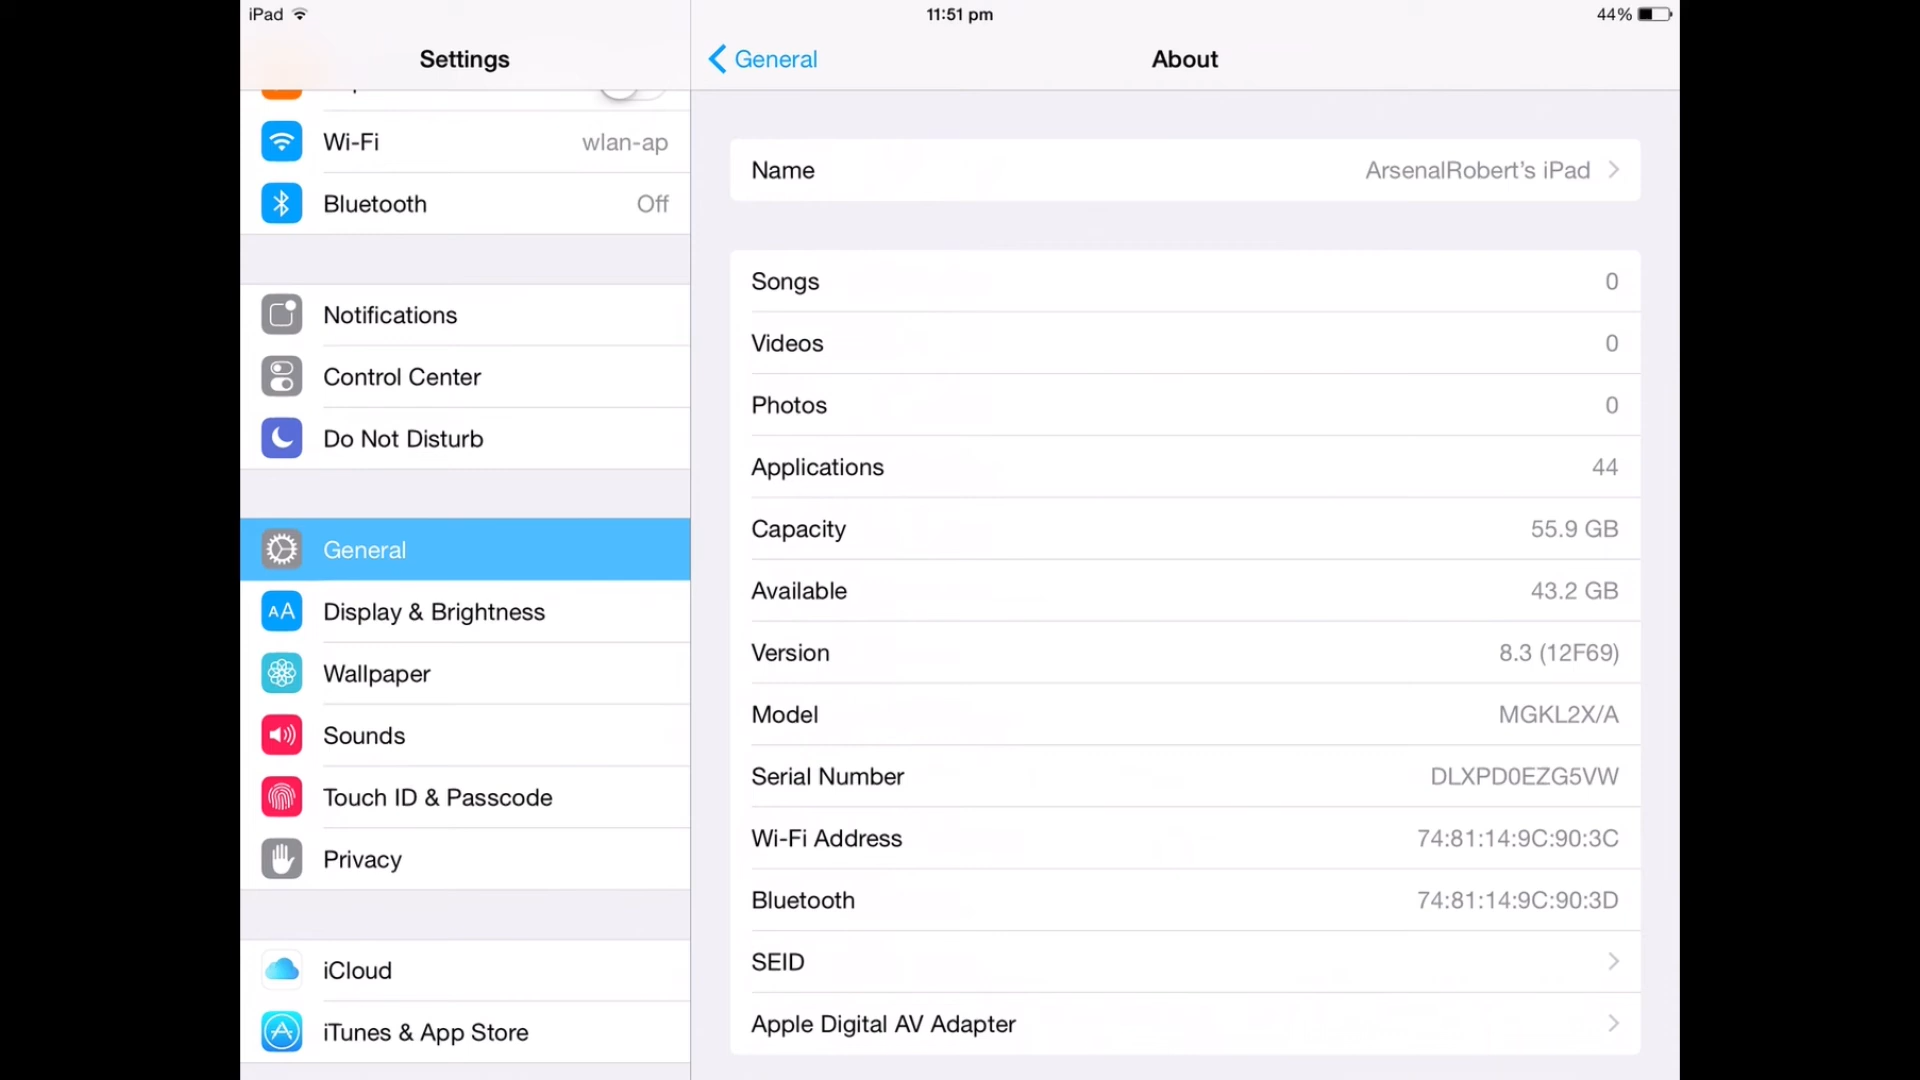 iPad
11:51 pm
44%
Settings
General
About
Wi-Fi wlan-ap
Bluetooth Off
Notifications
Control Center
Do Not Disturb
General
AA Display & Brightness
Wallpaper
Sounds
Touch ID & Passcode
Privacy
iCloud
iTunes & App Store
Name ArsenalRobert’s iPad
Songs 0
Videos 0
Photos 0
Applications 44
Capacity 55.9 GB
Available 43.2 GB
Version 8.3 (12F69)
Model MGKL2X/A
Serial Number DLXPD0EZG5VW
Wi-Fi Address 74:81:14:9C:90:3C
Bluetooth 74:81:14:9C:90:3D
SEID
Apple Digital AV Adapter